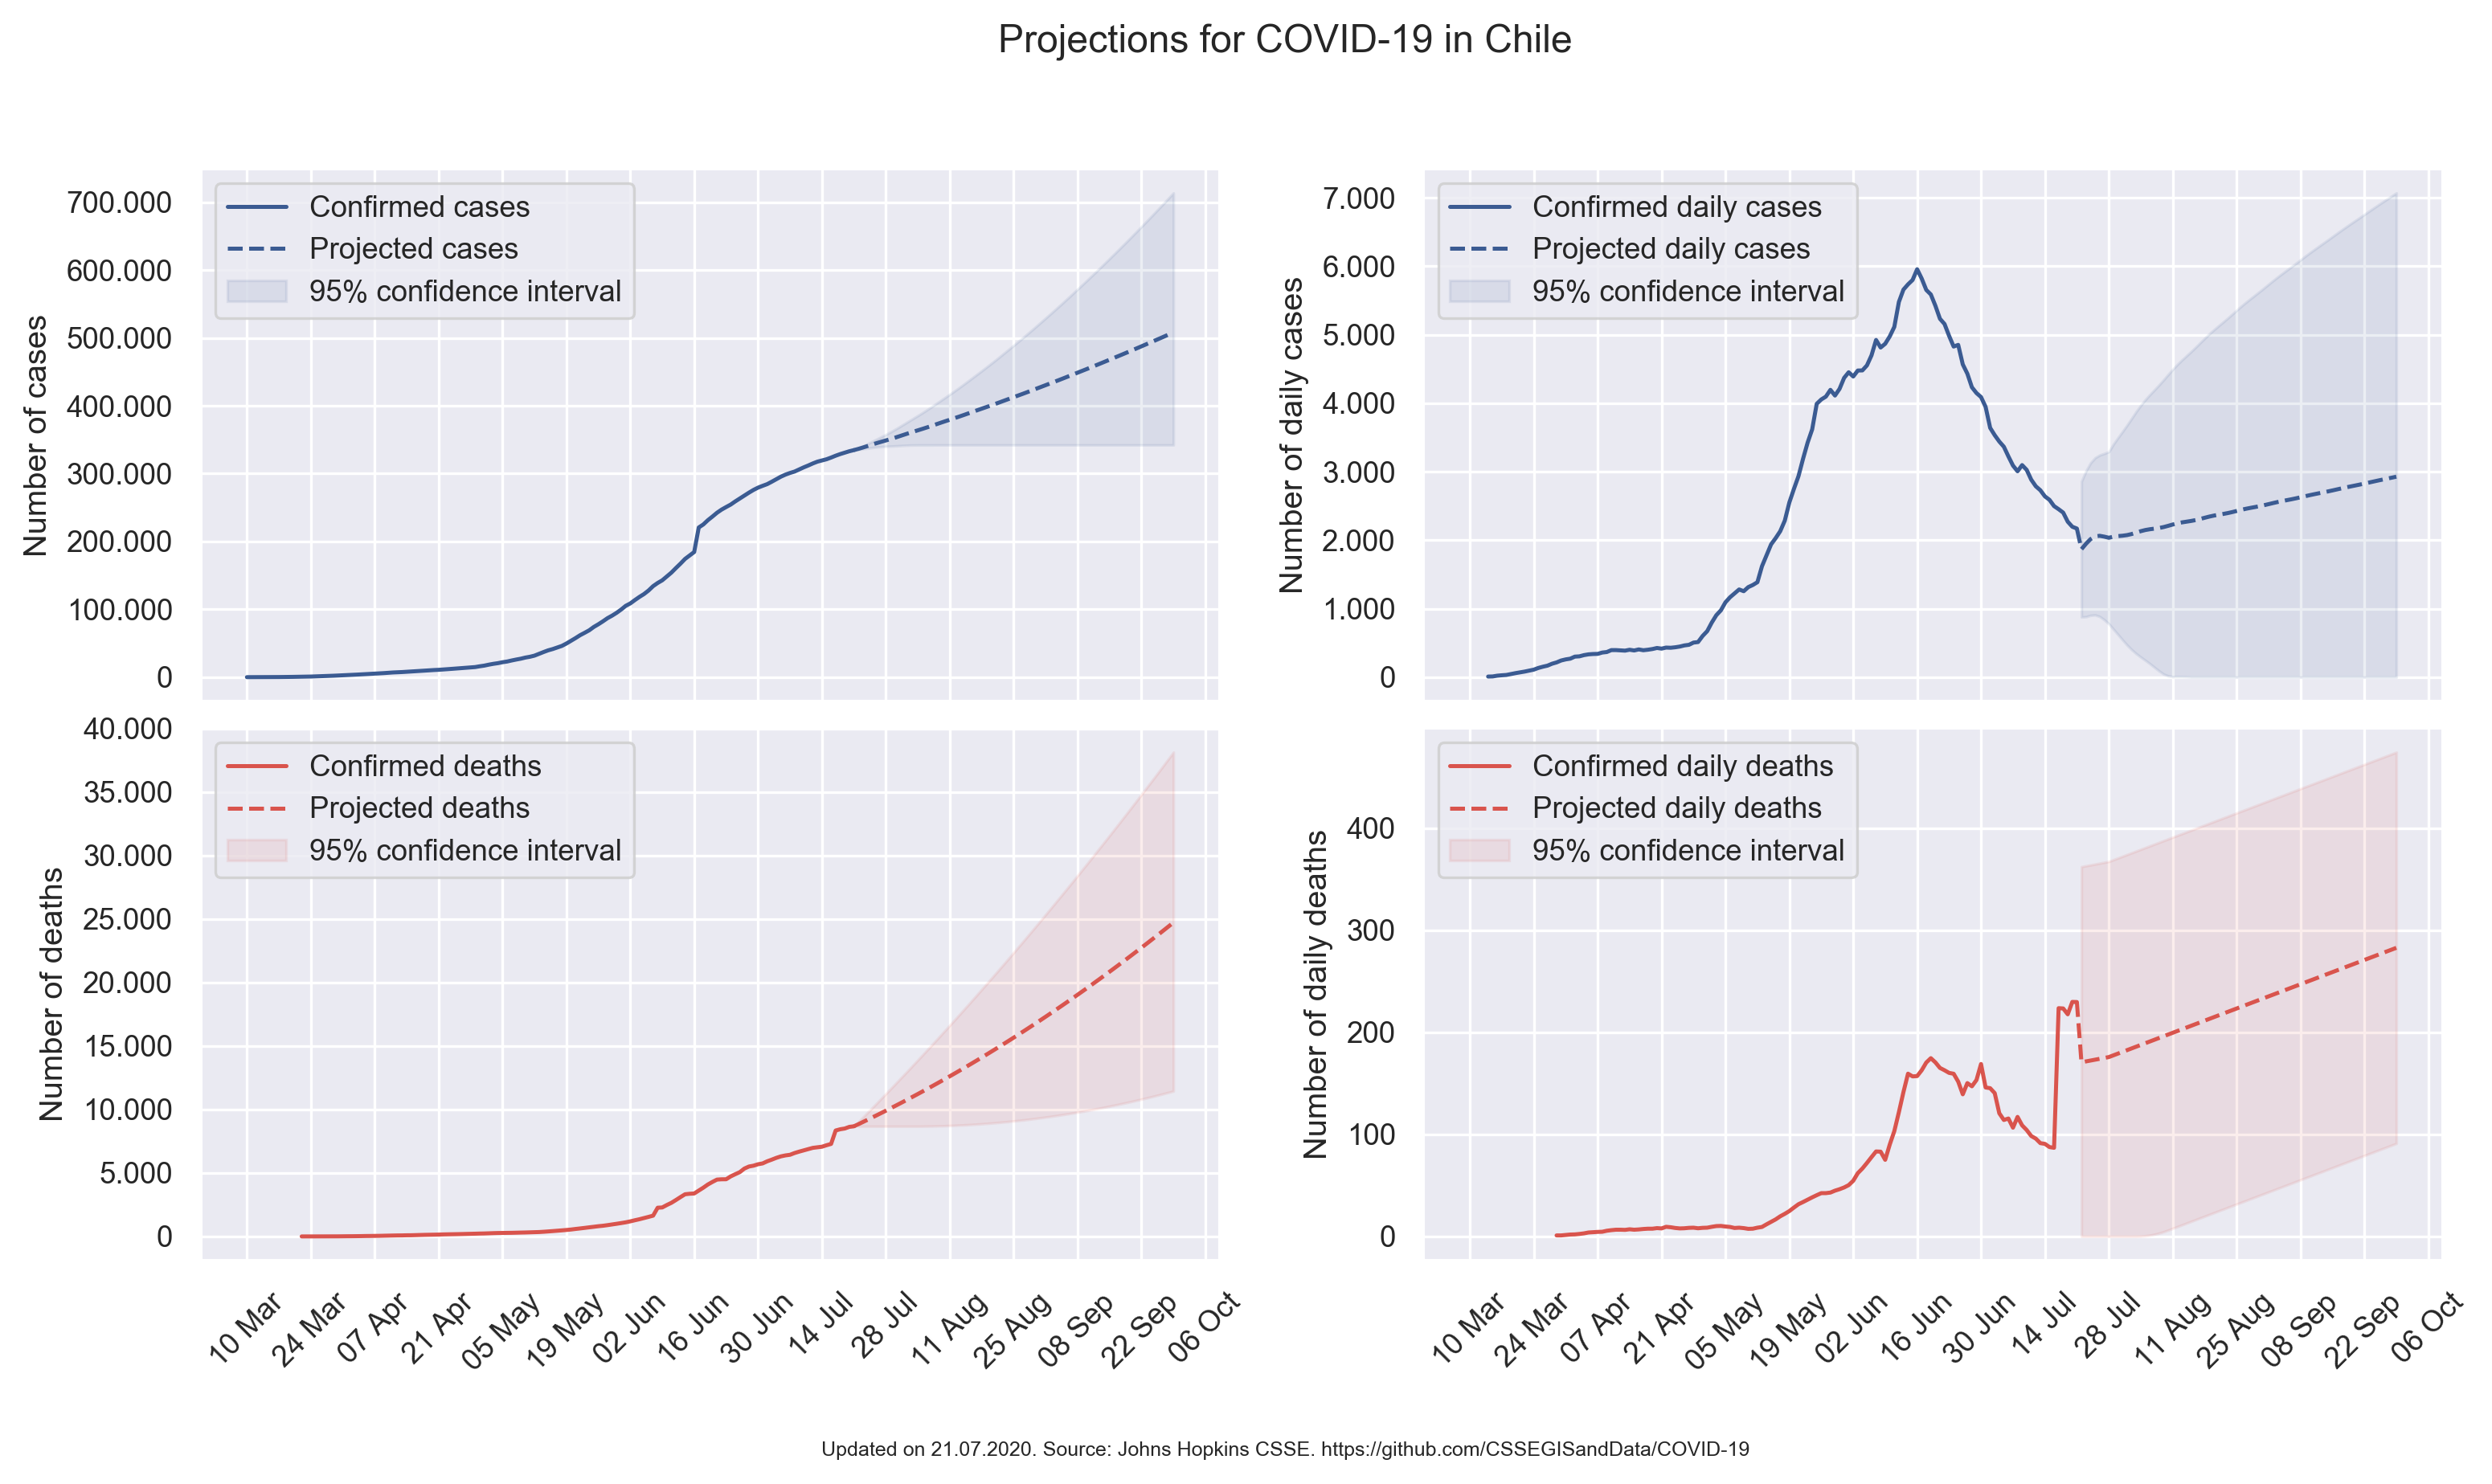 Projections for COVID-19 in Chile
Number of cases
700.000
600.000
500.000
400.000
300.000
200.000
100.000
0
Confirmed cases
Projected cases
95% confidence interval
Number of daily cases
7.000
6.000
5.000
4.000
3.000
2.000
1.000
0
Confirmed daily cases
Projected daily cases
95% confidence interval
Number of deaths
40.000
35.000
30.000
25.000
20.000
15.000
10.000
5.000
0
Confirmed deaths
Projected deaths
95% confidence interval
10 Mar
24 Mar
07 Apr
21 Apr
05 May
19 May
02 Jun
16 Jun
30 Jun
14 Jul
28 Jul
11 Aug
25 Aug
08 Sep
22 Sep
06 Oct
Number of daily deaths
400
300
200
100
0
Confirmed daily deaths
Projected daily deaths
95% confidence interval
10 Mar
24 Mar
07 Apr
21 Apr
05 May
19 May
02 Jun
16 Jun
30 Jun
14 Jul
28 Jul
11 Aug
25 Aug
08 Sep
22 Sep
06 Oct
Updated on 21.07.2020. Source: Johns Hopkins CSSE. https://github.com/CSSEGISandData/COVID-19